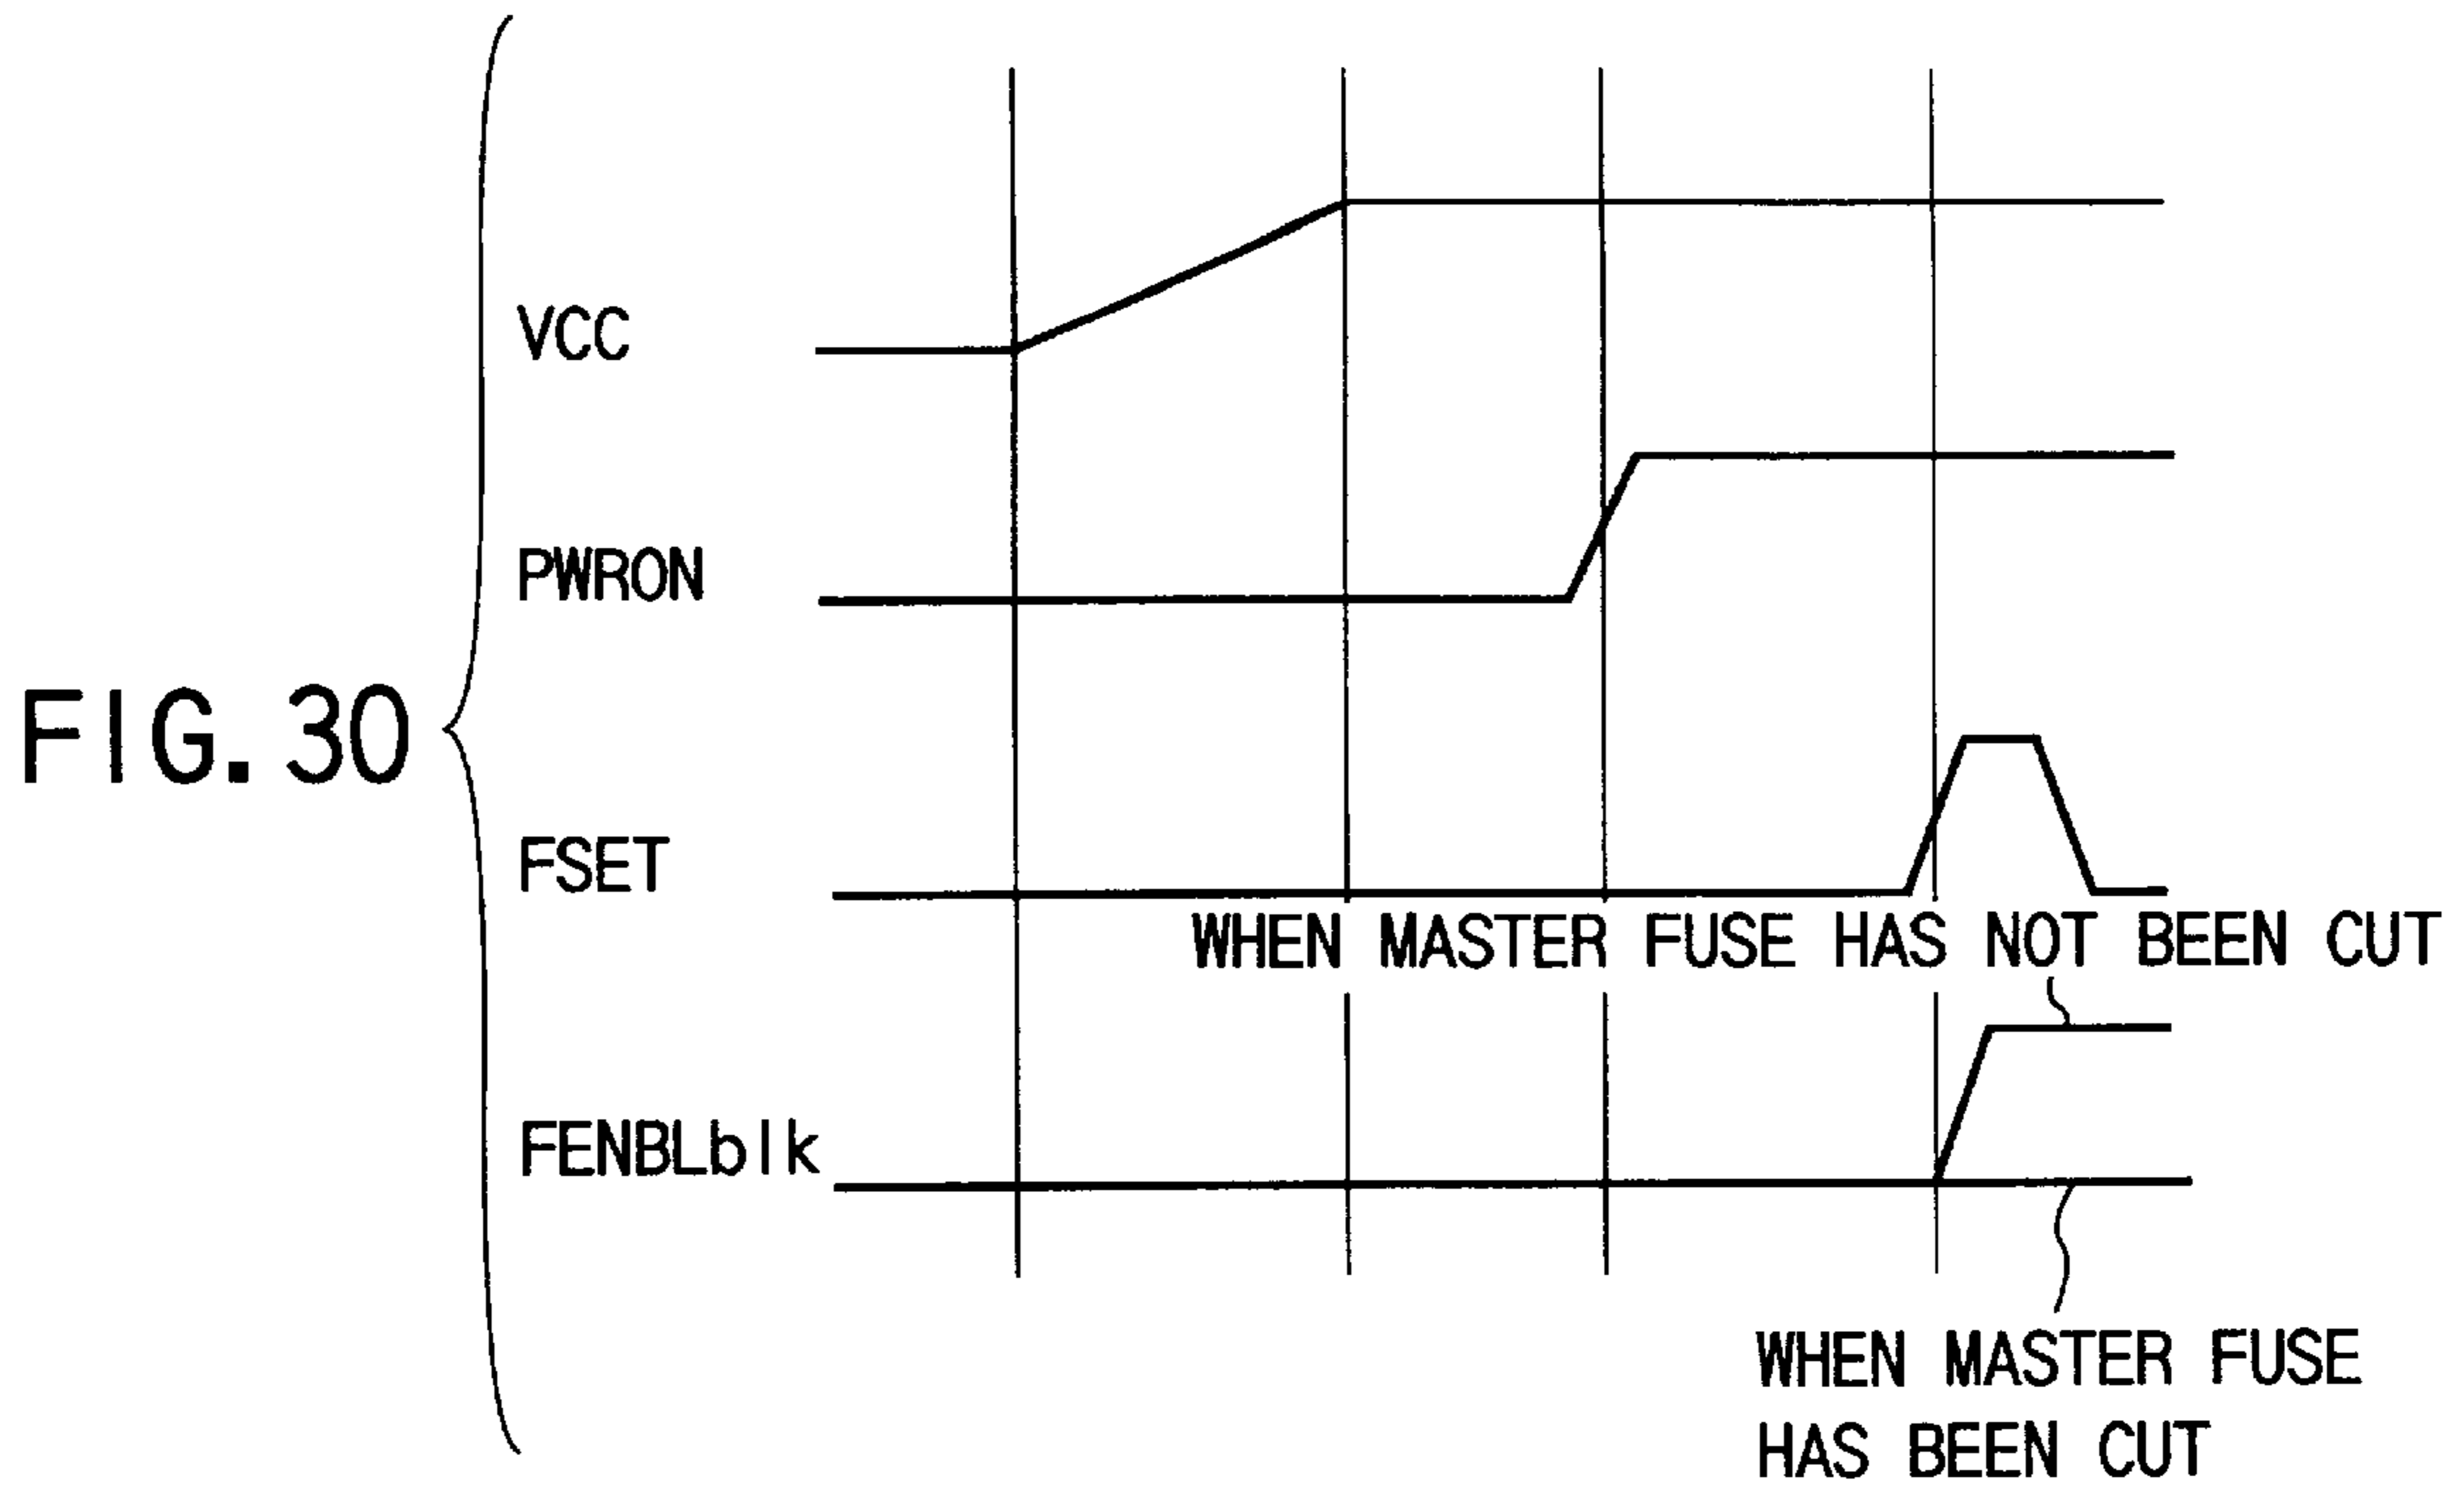 VCC
PWRON
FIG. 30
FSET
WHEN MASTER FUSE HAS NOT BEEN CUT
FENBLblk
WHEN MASTER FUSE
HAS BEEN CUT